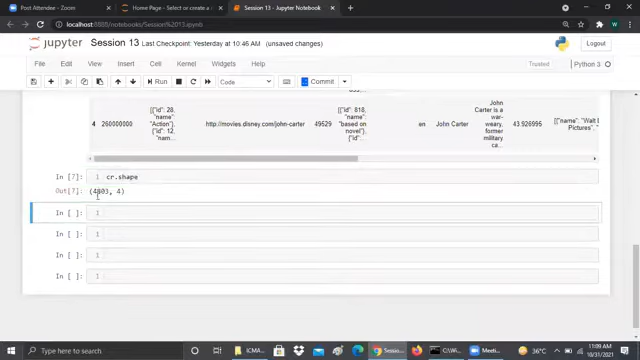 Post Attendee - Zoom
Home Page - Select or create a n
Session 13 - Jupyter Notebook
localhost:8888/notebooks/Session%2013.ipynb
W
jupyter Session 13 Last Checkpoint: Yesterday at 10:46 AM (unsaved changes)
Logout
File Edit View Insert Cell Kernel Widgets Help
Trusted
Python 3
Run
Code
Commit
4 260000000
[{"id": 28,
"name":
"Action"},
{"id": 12,
"nam...
http://movies.disney.com/john-carter
49529
[{"id": 818,
"name":
"based on
novel"},
{"id":...
en
John Carter
John
Carter is a
war-
weary,
former
military
ca...
43.926995
[{"name": "Walt
Pictures",
In [7]: 1 cr.shape
Out[7]: (4803, 4)
In [ ]: 1
In [ ]: 1
In [ ]: 1
In [ ]: 1
ICMA...
Sessio...
C:\Wi...
Meeti...
36°C
11:09 AM
10/31/2021